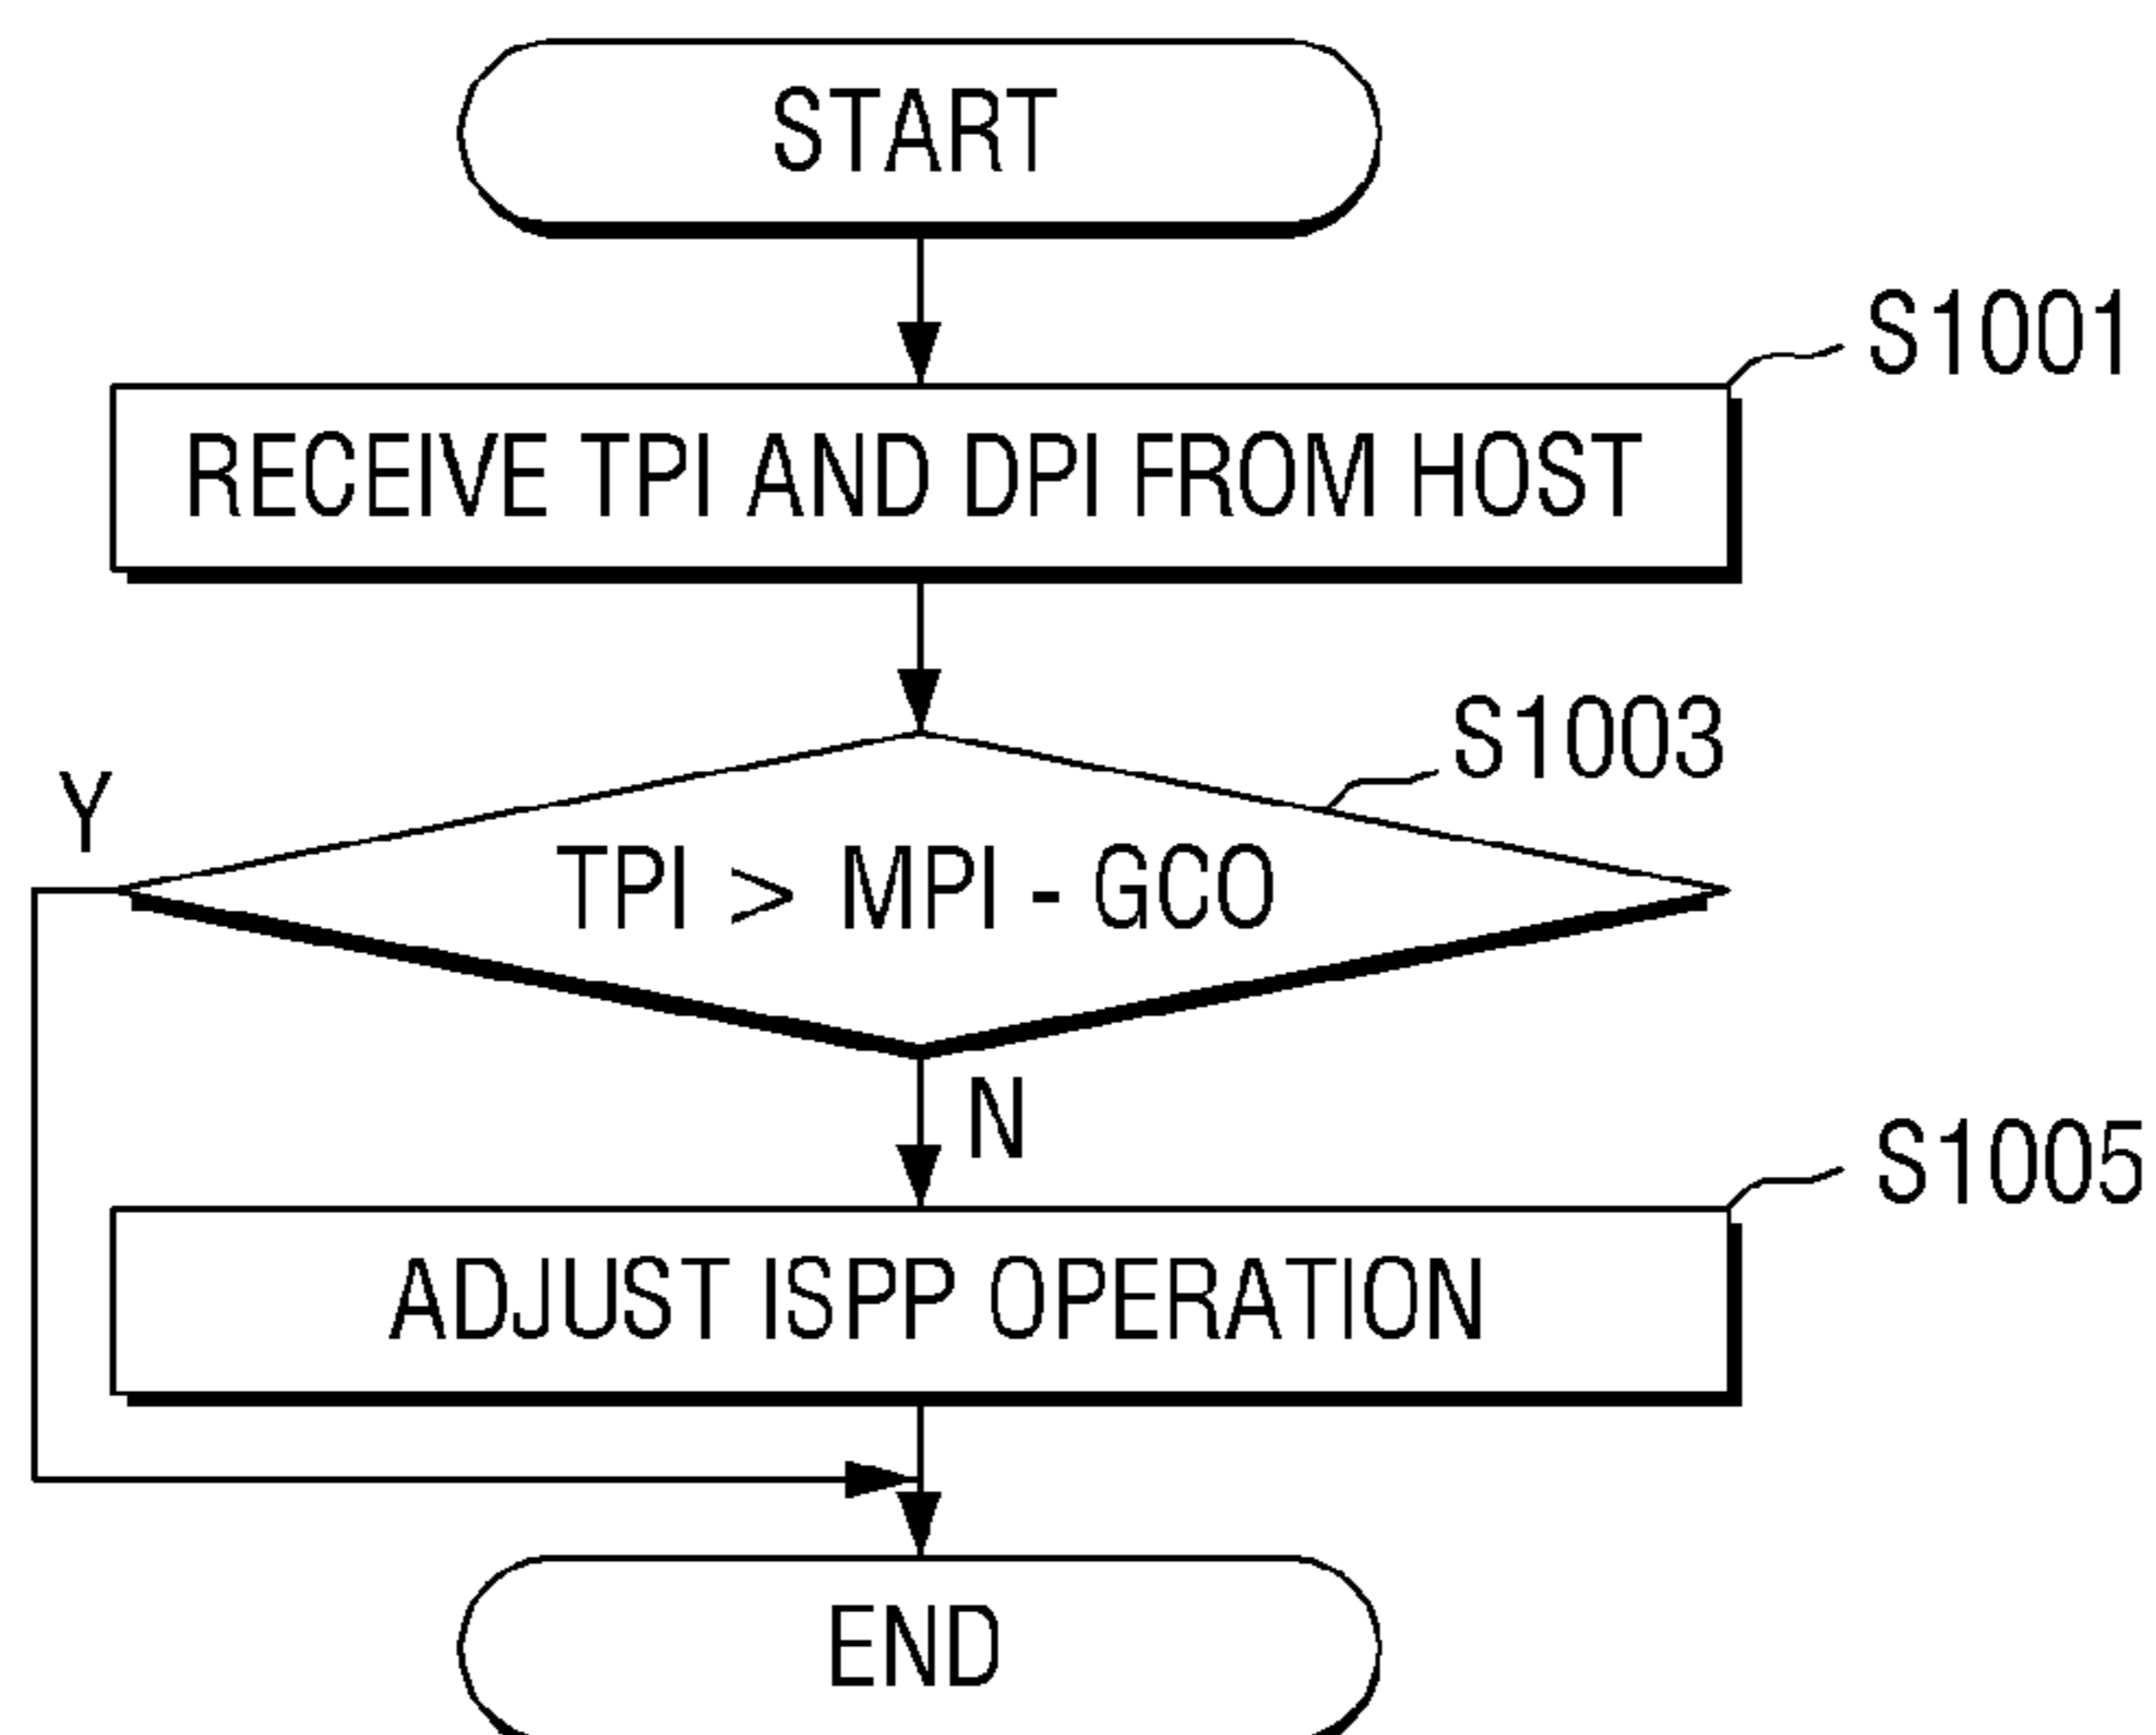 START
S1001
RECEIVE TPI AND DPI FROM HOST
S1003
Y
TPI > MPI - GCO
N
S1005
ADJUST ISPP OPERATION
END